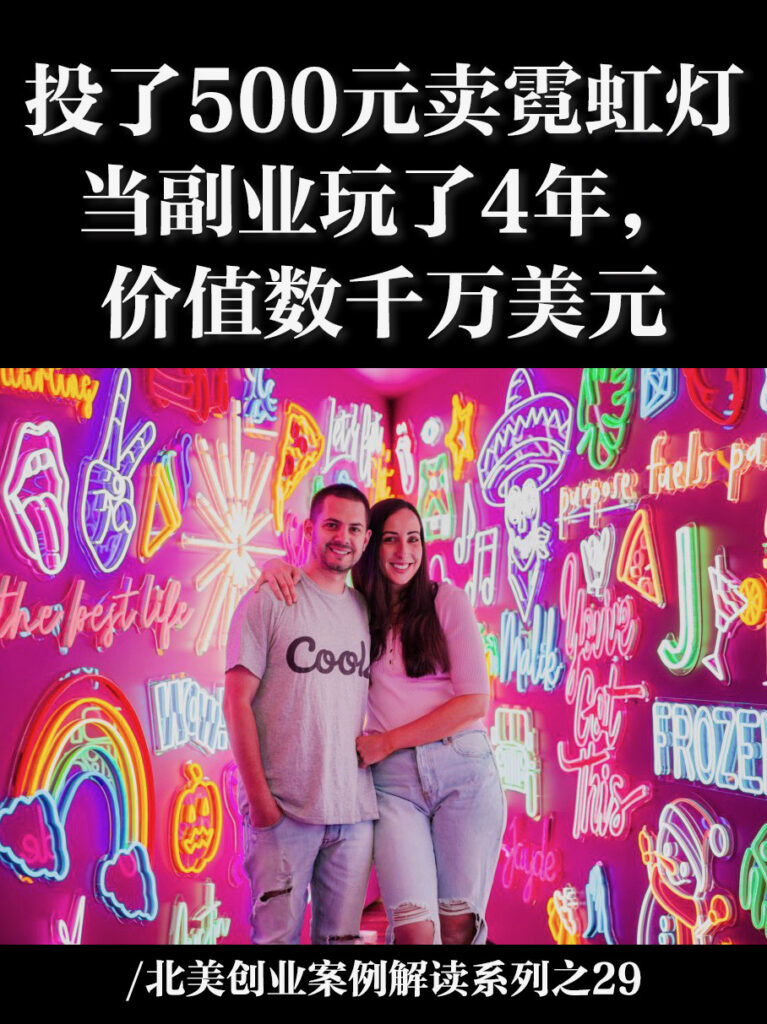 投了500元卖霓虹灯
当副业玩了4年，
价值数千万美元
the best life
purpose fuels pa
Cool
You've
Got
This
FROZE
/北美创业案例解读系列之29